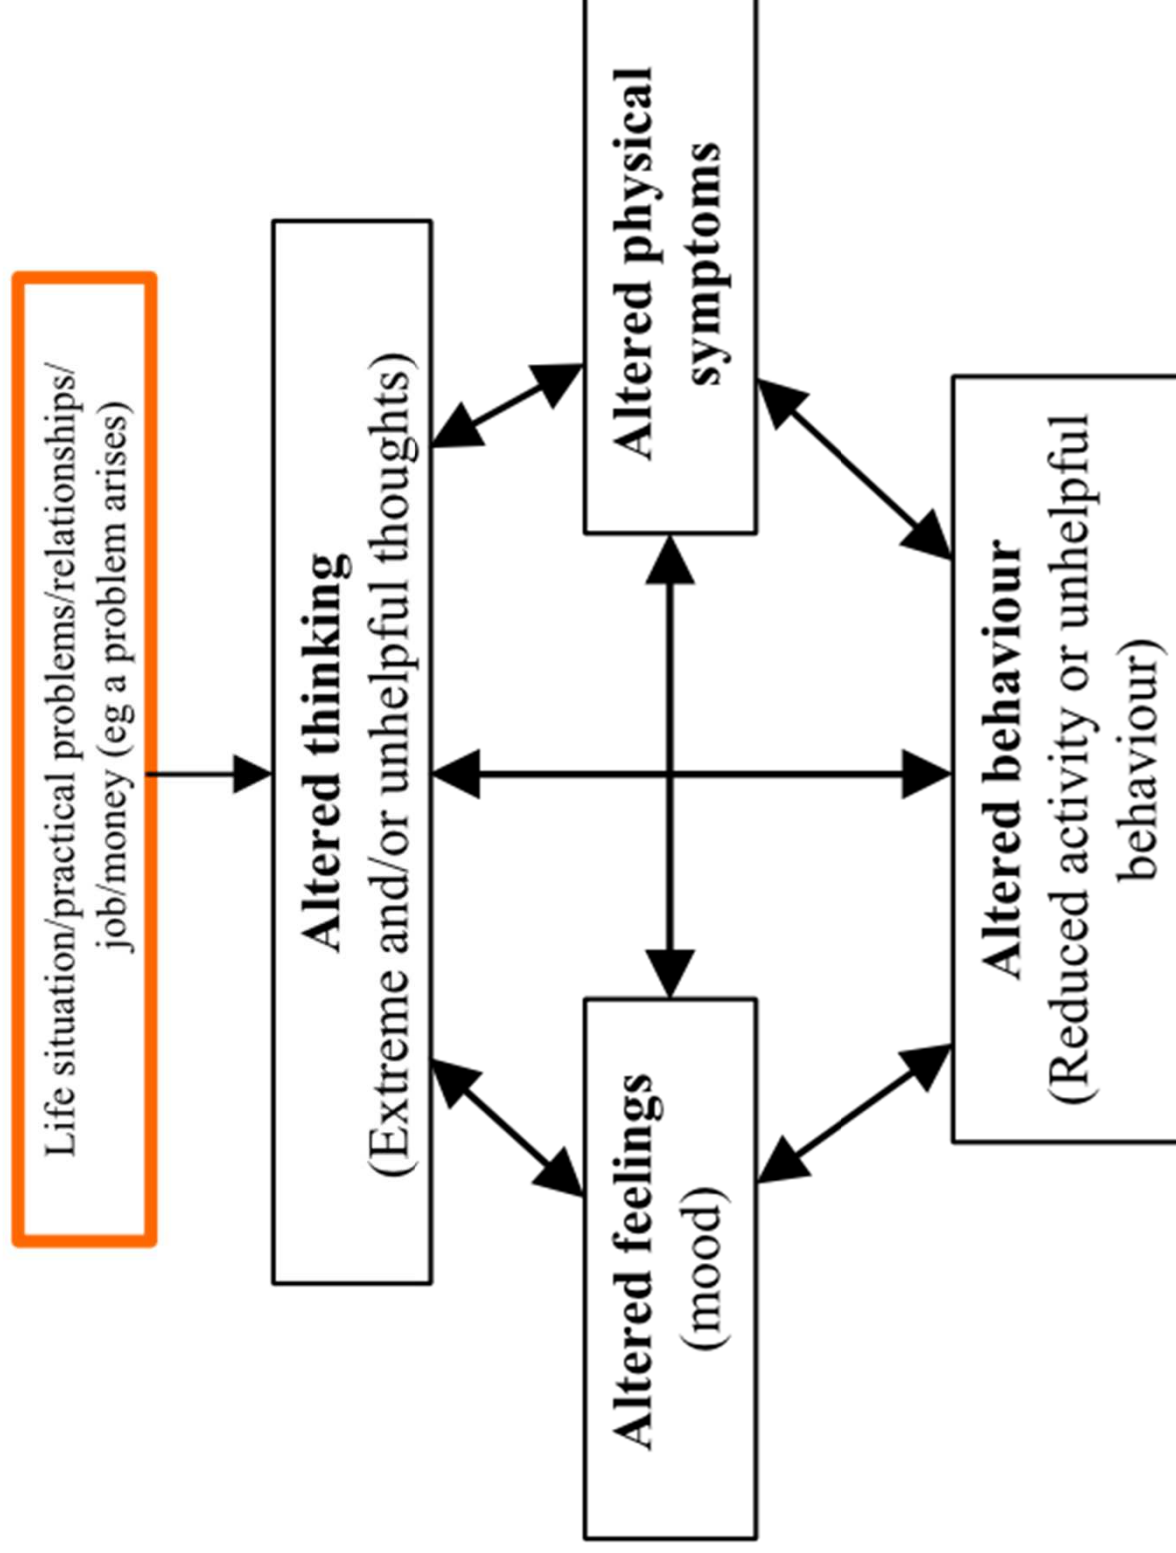 Life situation/practical problems/relationships/
job/money (eg a problem arises)
Altered thinking
(Extreme and/or unhelpful thoughts)
Altered feelings
(mood)
Altered physical
symptoms
Altered behaviour
(Reduced activity or unhelpful
behaviour)